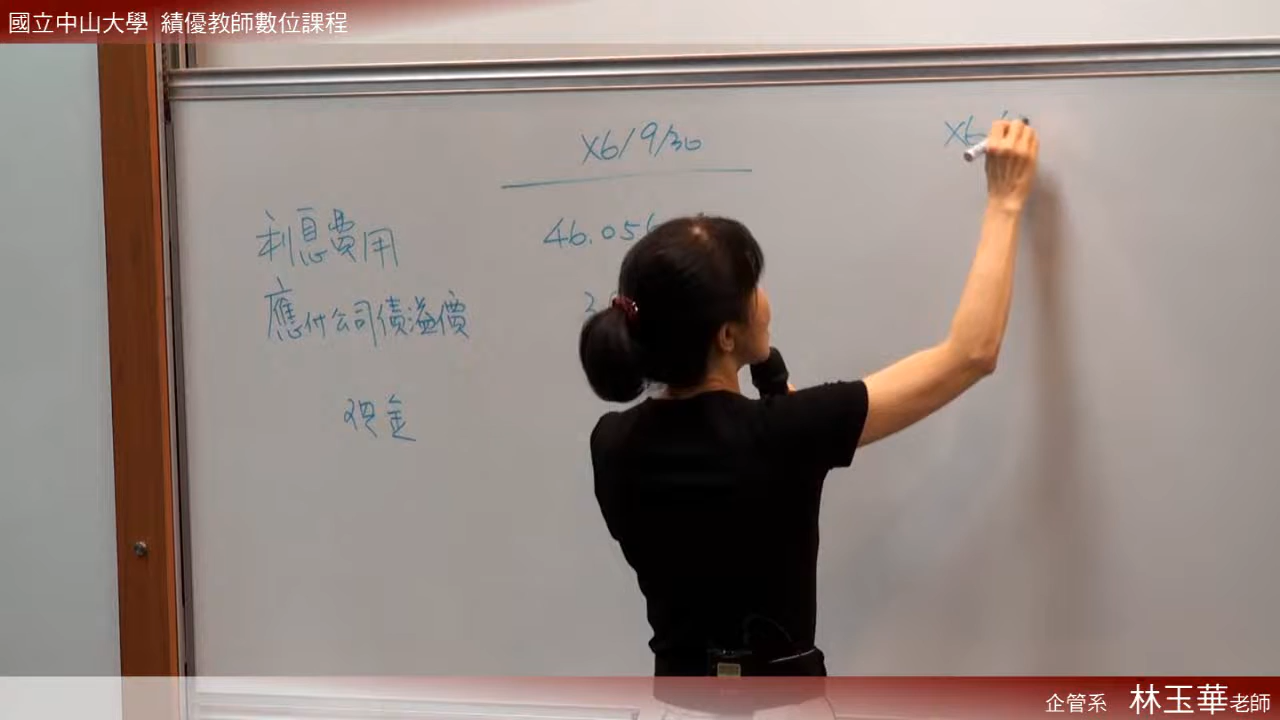 國立中山大學 績優教師數位課程
X6/9/30
X6/
利息費用 46.056
應付公司債溢價
現金
企管系 林玉華老師